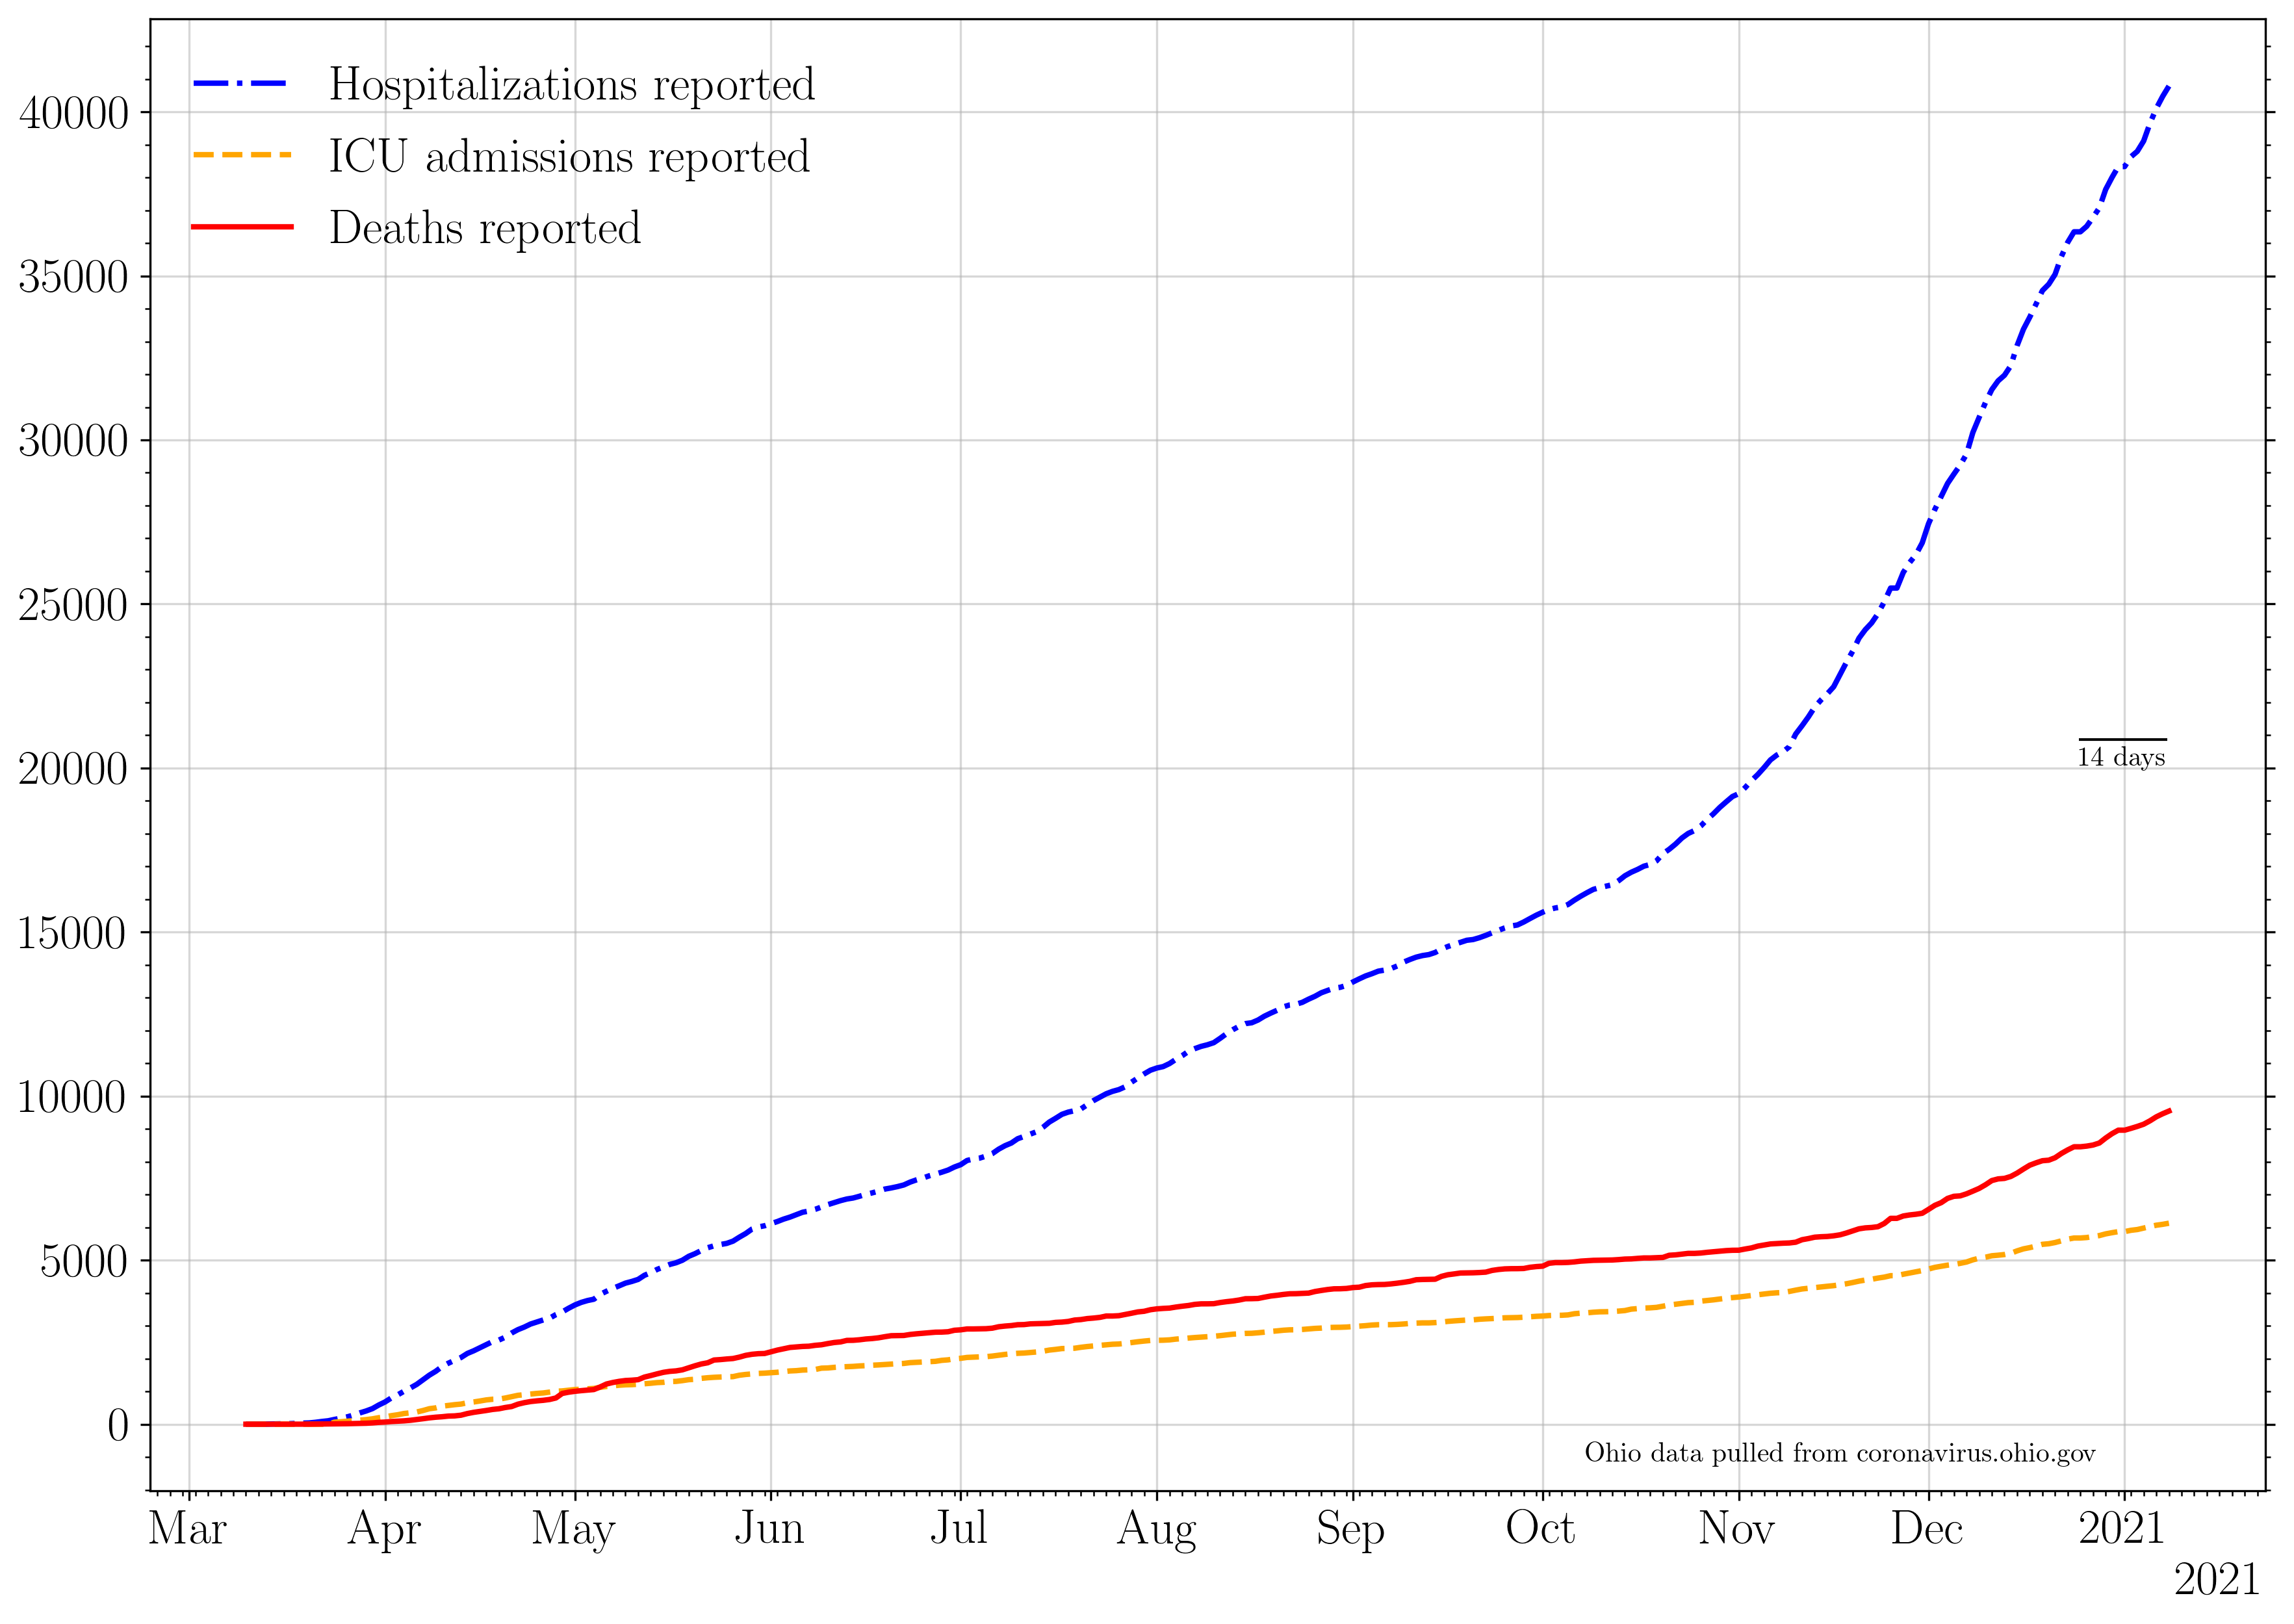 Hospitalizations reported
ICU admissions reported
Deaths reported
40000
35000
30000
25000
20000
15000
10000
5000
0
14 days
Ohio data pulled from coronavirus.ohio.gov
Mar Apr May Jun Jul Aug Sep Oct Nov Dec 2021
2021